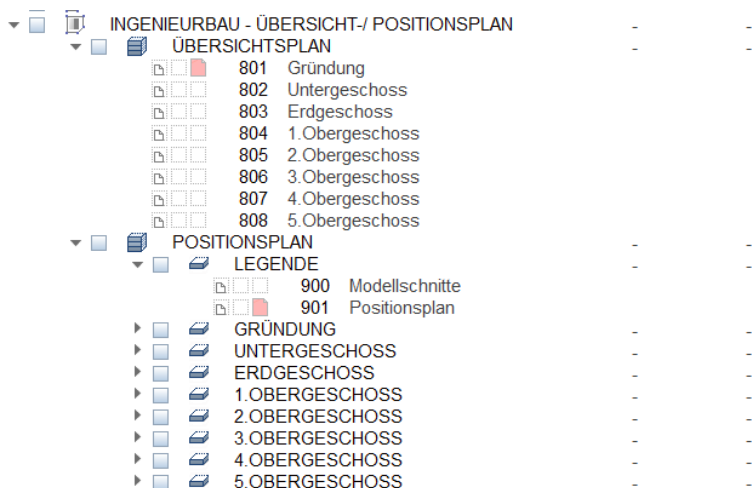 INGENIEURBAU - ÜBERSICHT-/ POSITIONSPLAN - -
ÜBERSICHTSPLAN - -
801 Gründung
802 Untergeschoss
803 Erdgeschoss
804 1.Obergeschoss
805 2.Obergeschoss
806 3.Obergeschoss
807 4.Obergeschoss
808 5.Obergeschoss
POSITIONSPLAN - -
LEGENDE - -
900 Modellschnitte
901 Positionsplan
GRÜNDUNG - -
UNTERGESCHOSS - -
ERDGESCHOSS - -
1.OBERGESCHOSS - -
2.OBERGESCHOSS - -
3.OBERGESCHOSS - -
4.OBERGESCHOSS - -
5.OBERGESCHOSS - -